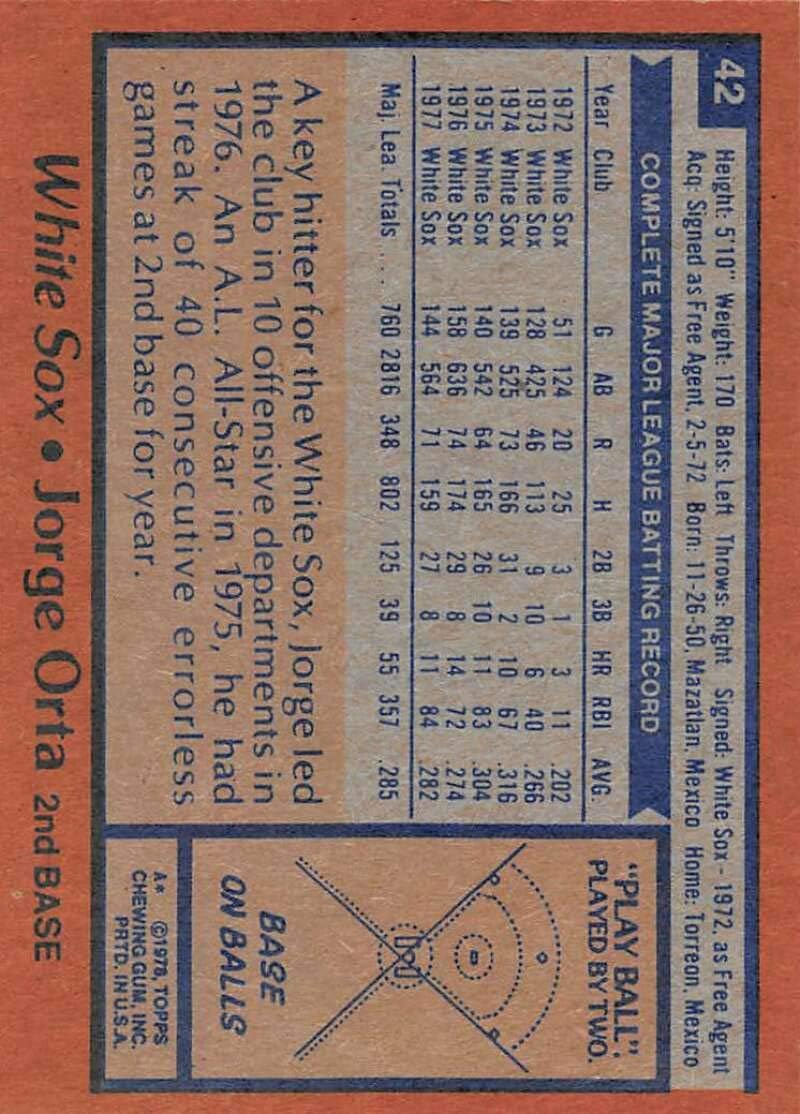 42
Height: 5'10" Weight: 170 Bats: Left Throws: Right Signed: White Sox - 1972, as Free Agent
Acq: Signed as Free Agent, 2-5-72 Born: 11-26-50, Mazatlan, Mexico Home: Torreon, Mexico
COMPLETE MAJOR LEAGUE BATTING RECORD
Year Club G AB R H 2B 3B HR RBI AVG.
1972 White Sox 51 124 20 25 3 1 3 11 .202
1973 White Sox 128 425 46 113 9 10 6 40 .266
1974 White Sox 139 525 73 166 31 2 10 67 .316
1975 White Sox 140 542 64 165 26 10 11 83 .304
1976 White Sox 158 636 74 174 29 8 14 72 .274
1977 White Sox 144 564 71 159 27 8 11 84 .282
Maj. Lea. Totals . . . 760 2816 348 802 125 39 55 357 .285
A key hitter for the White Sox, Jorge led
the club in 10 offensive departments in
1976. An A.L. All-Star in 1975, he had
streak of 40 consecutive errorless
games at 2nd base for year.
"PLAY BALL":
PLAYED BY TWO.
BASE
ON BALLS
A* ©1978, TOPPS
CHEWING GUM, INC.
PRTD. IN U.S.A.
White Sox • Jorge Orta 2nd BASE